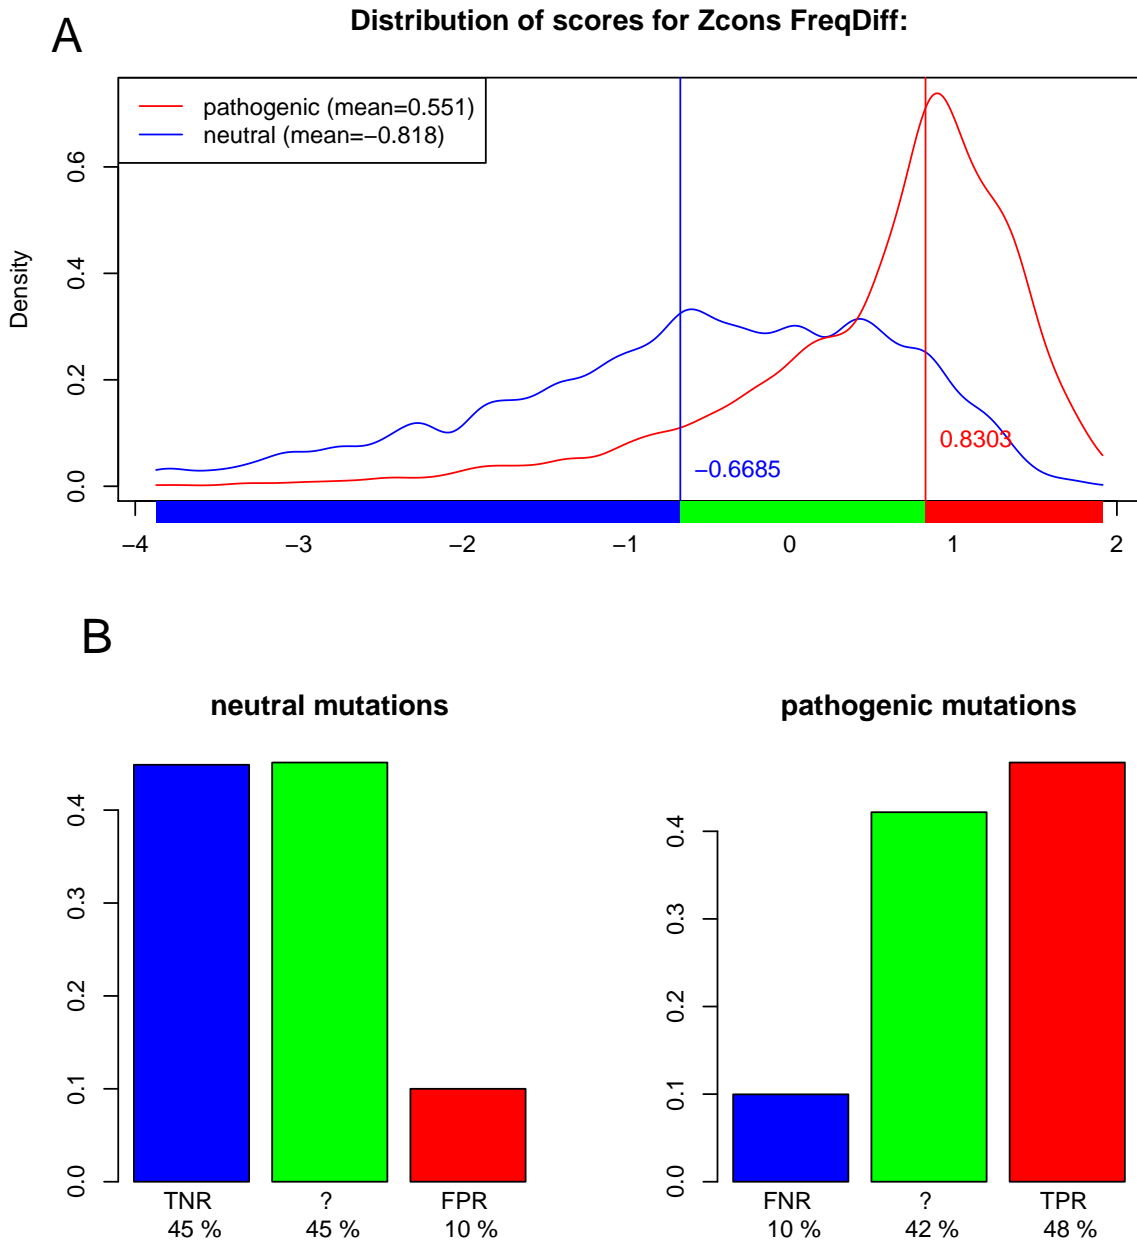 A
Distribution of scores for Zcons FreqDiff:
pathogenic (mean=0.551)
neutral (mean=−0.818)
Density
0.0
0.2
0.4
0.6
0.8303
−0.6685
−4
−3
−2
−1
0
1
2
B
neutral mutations
0.0
0.1
0.2
0.3
0.4
TNR
45 %
?
45 %
FPR
10 %
pathogenic mutations
0.0
0.1
0.2
0.3
0.4
FNR
10 %
?
42 %
TPR
48 %